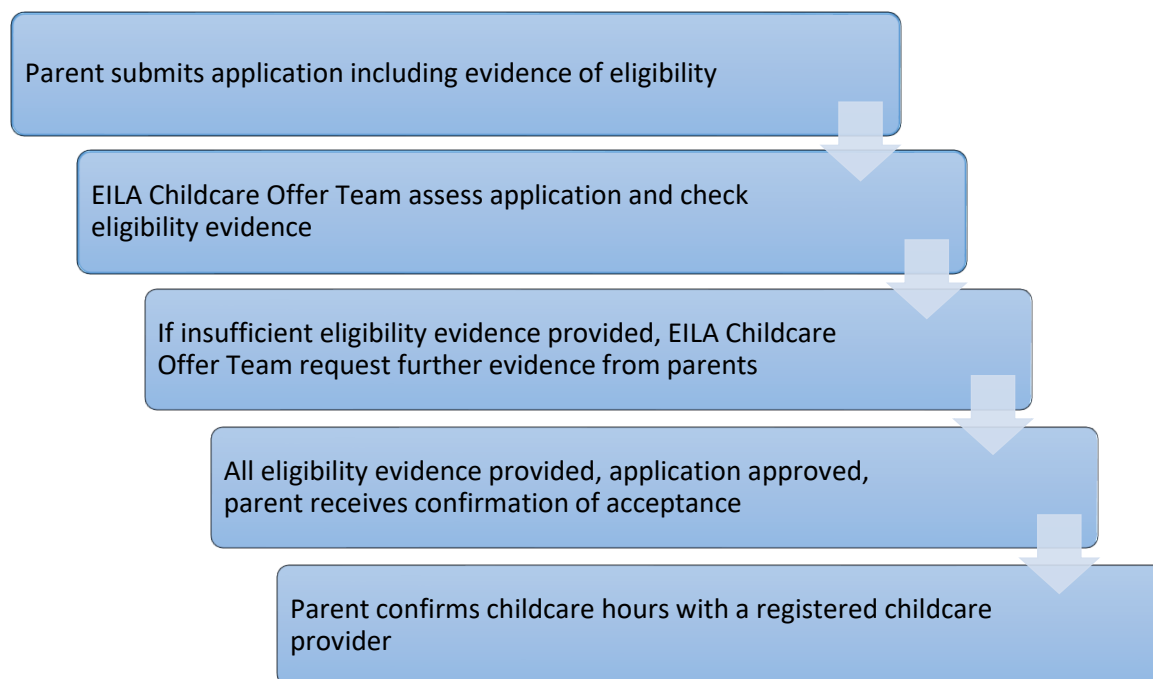 Parent submits application including evidence of eligibility
EILA Childcare Offer Team assess application and check
eligibility evidence
If insufficient eligibility evidence provided, EILA Childcare
Offer Team request further evidence from parents
All eligibility evidence provided, application approved,
parent receives confirmation of acceptance
Parent confirms childcare hours with a registered childcare
provider